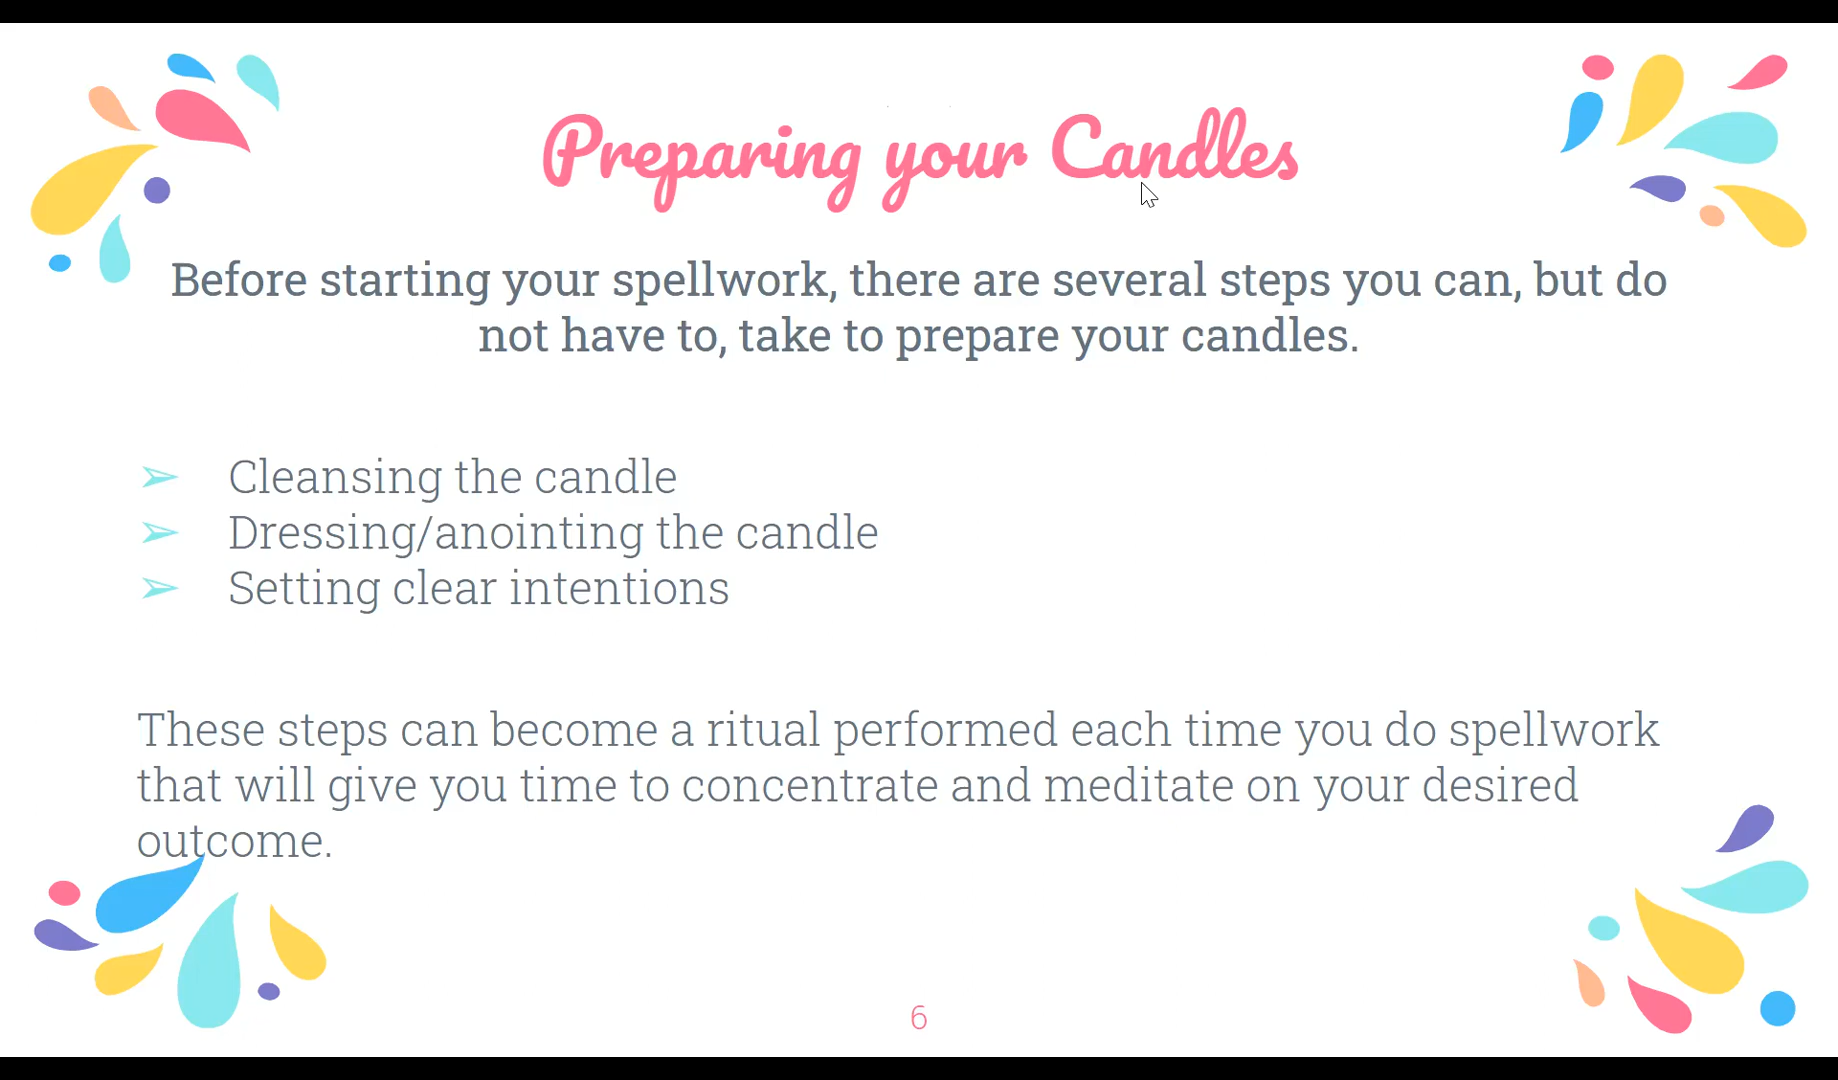 Preparing your Candles
Before starting your spellwork, there are several steps you can, but do
not have to, take to prepare your candles.
➢ Cleansing the candle
➢ Dressing/anointing the candle
➢ Setting clear intentions
These steps can become a ritual performed each time you do spellwork
that will give you time to concentrate and meditate on your desired
outcome.
6